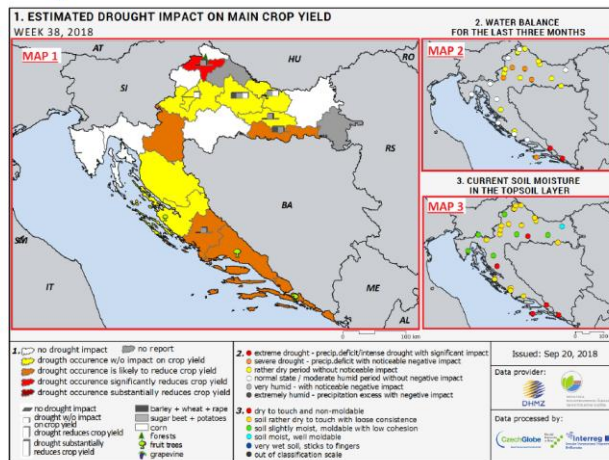 1. ESTIMATED DROUGHT IMPACT ON MAIN CROP YIELD
WEEK 38, 2018
MAP 1
AT
HU
RO
SI
RS
BA
IT
ME
AL
2. WATER BALANCE
FOR THE LAST THREE MONTHS
MAP 2
3. CURRENT SOIL MOISTURE
IN THE TOPSOIL LAYER
MAP 3
1. no drought impact
no report
drough occurence w/o impact on crop yield
drought occurence is likely to reduce crop yield
drought occurence significantly reduces crop yield
drought occurence substantially reduces crop yield
no drought impact
drought w/o impact
on crop yield
drought reduces crop yield
drought substantially
reduces crop yield
barley + wheat + rape
sugar beet + potatoes
corn
forests
fruit trees
grapevine
2. extreme drought - precip.deficit/intense drought with significant impact
severe drought - precip.deficit with noticeable negative impact
rather dry period without noticeable impact
normal state / moderate humid period without negative impact
very humid - with noticeable negative impact
extremely humid - precipitation excess with negative impact
3. dry to touch and non-moldable
soil rather dry to touch with loose consistence
soil slightly moist, moldable with low cohesion
soil moist, well moldable
very wet soil, sticks to fingers
out of classification scale
Issued: Sep 20, 2018
Data provider:
DHMZ
Data processed by:
CzechGlobe
Interreg